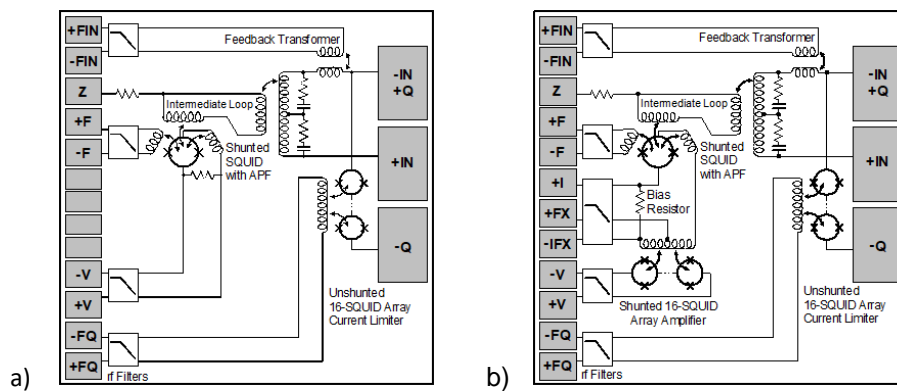 +FIN
-FIN
Z
+F
-F
-V
+V
-FQ
+FQ
Feedback Transformer
Intermediate Loop
Shunted
SQUID
with APF
-IN
+Q
+IN
-Q
Unshunted
16-SQUID Array
Current Limiter
rf Filters
a)
+FIN
-FIN
Z
+F
-F
+I
+FX
-IFX
-V
+V
-FQ
+FQ
Feedback Transformer
Intermediate Loop
Shunted
SQUID
with APF
Bias
Resistor
Shunted 16-SQUID
Array Amplifier
-IN
+Q
+IN
-Q
Unshunted
16-SQUID Array
Current Limiter
rf Filters
b)